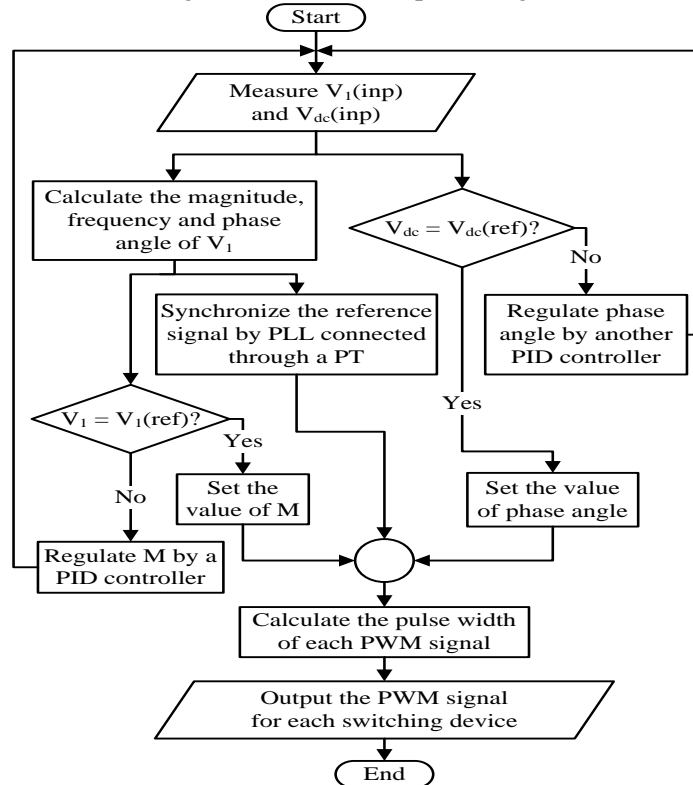 Start
Measure V1(inp)
and Vdc(inp)
Calculate the magnitude,
frequency and phase
angle of V1
Vdc = Vdc(ref)?
No
Synchronize the reference
signal by PLL connected
through a PT
Regulate phase
angle by another
PID controller
Yes
V1 = V1(ref)?
Yes
No
Set the
value of M
Set the value
of phase angle
Regulate M by a
PID controller
Calculate the pulse width
of each PWM signal
Output the PWM signal
for each switching device
End